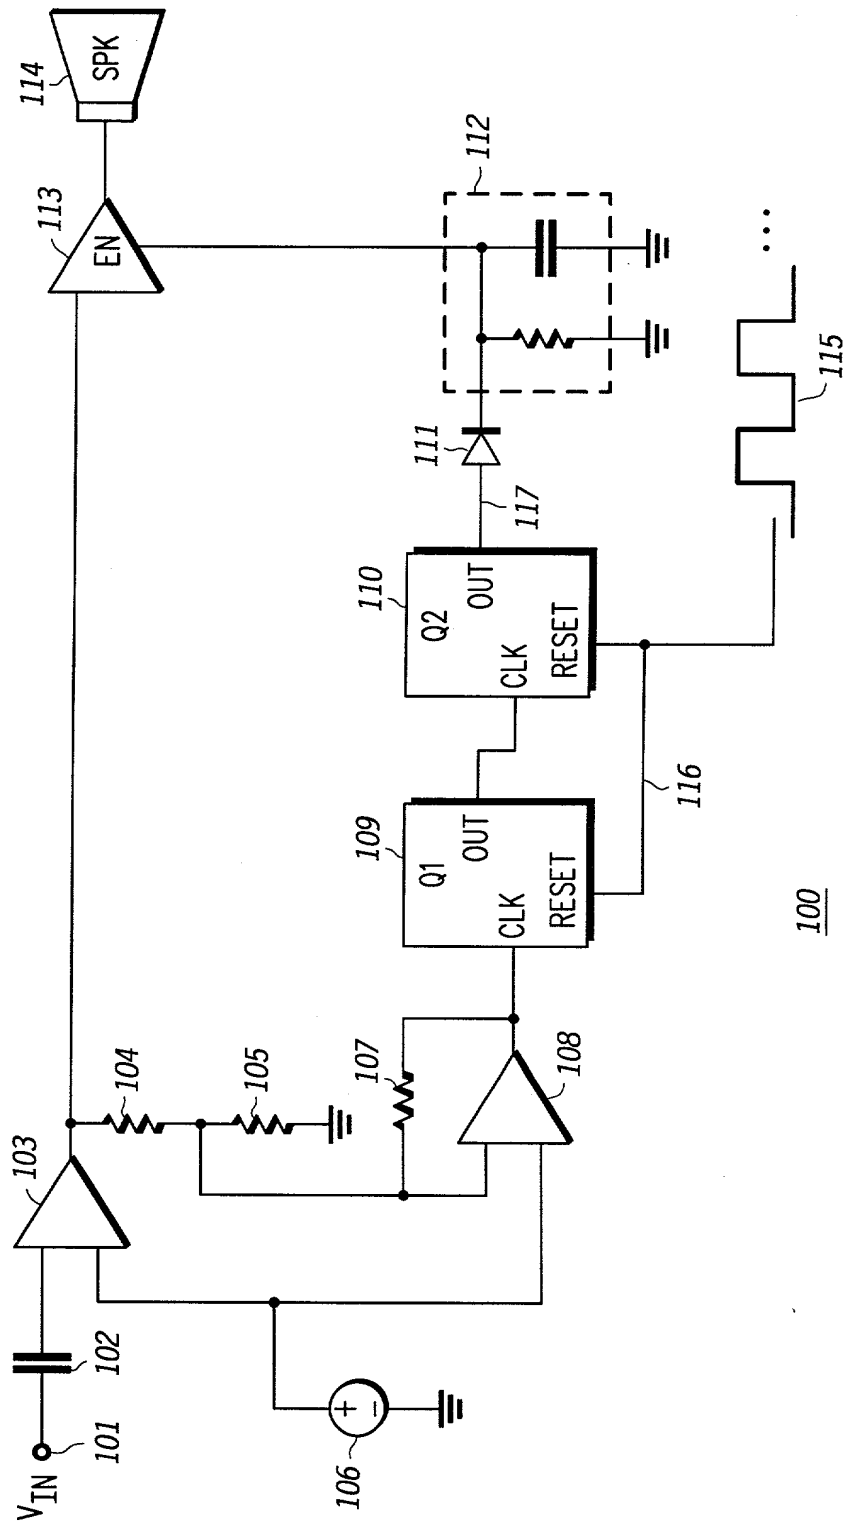 V_IN
101
102
103
104
105
106
107
108
109
Q1
OUT
CLK
RESET
110
Q2
OUT
CLK
RESET
116
117
111
112
113
EN
114
SPK
115
...
+
−
100